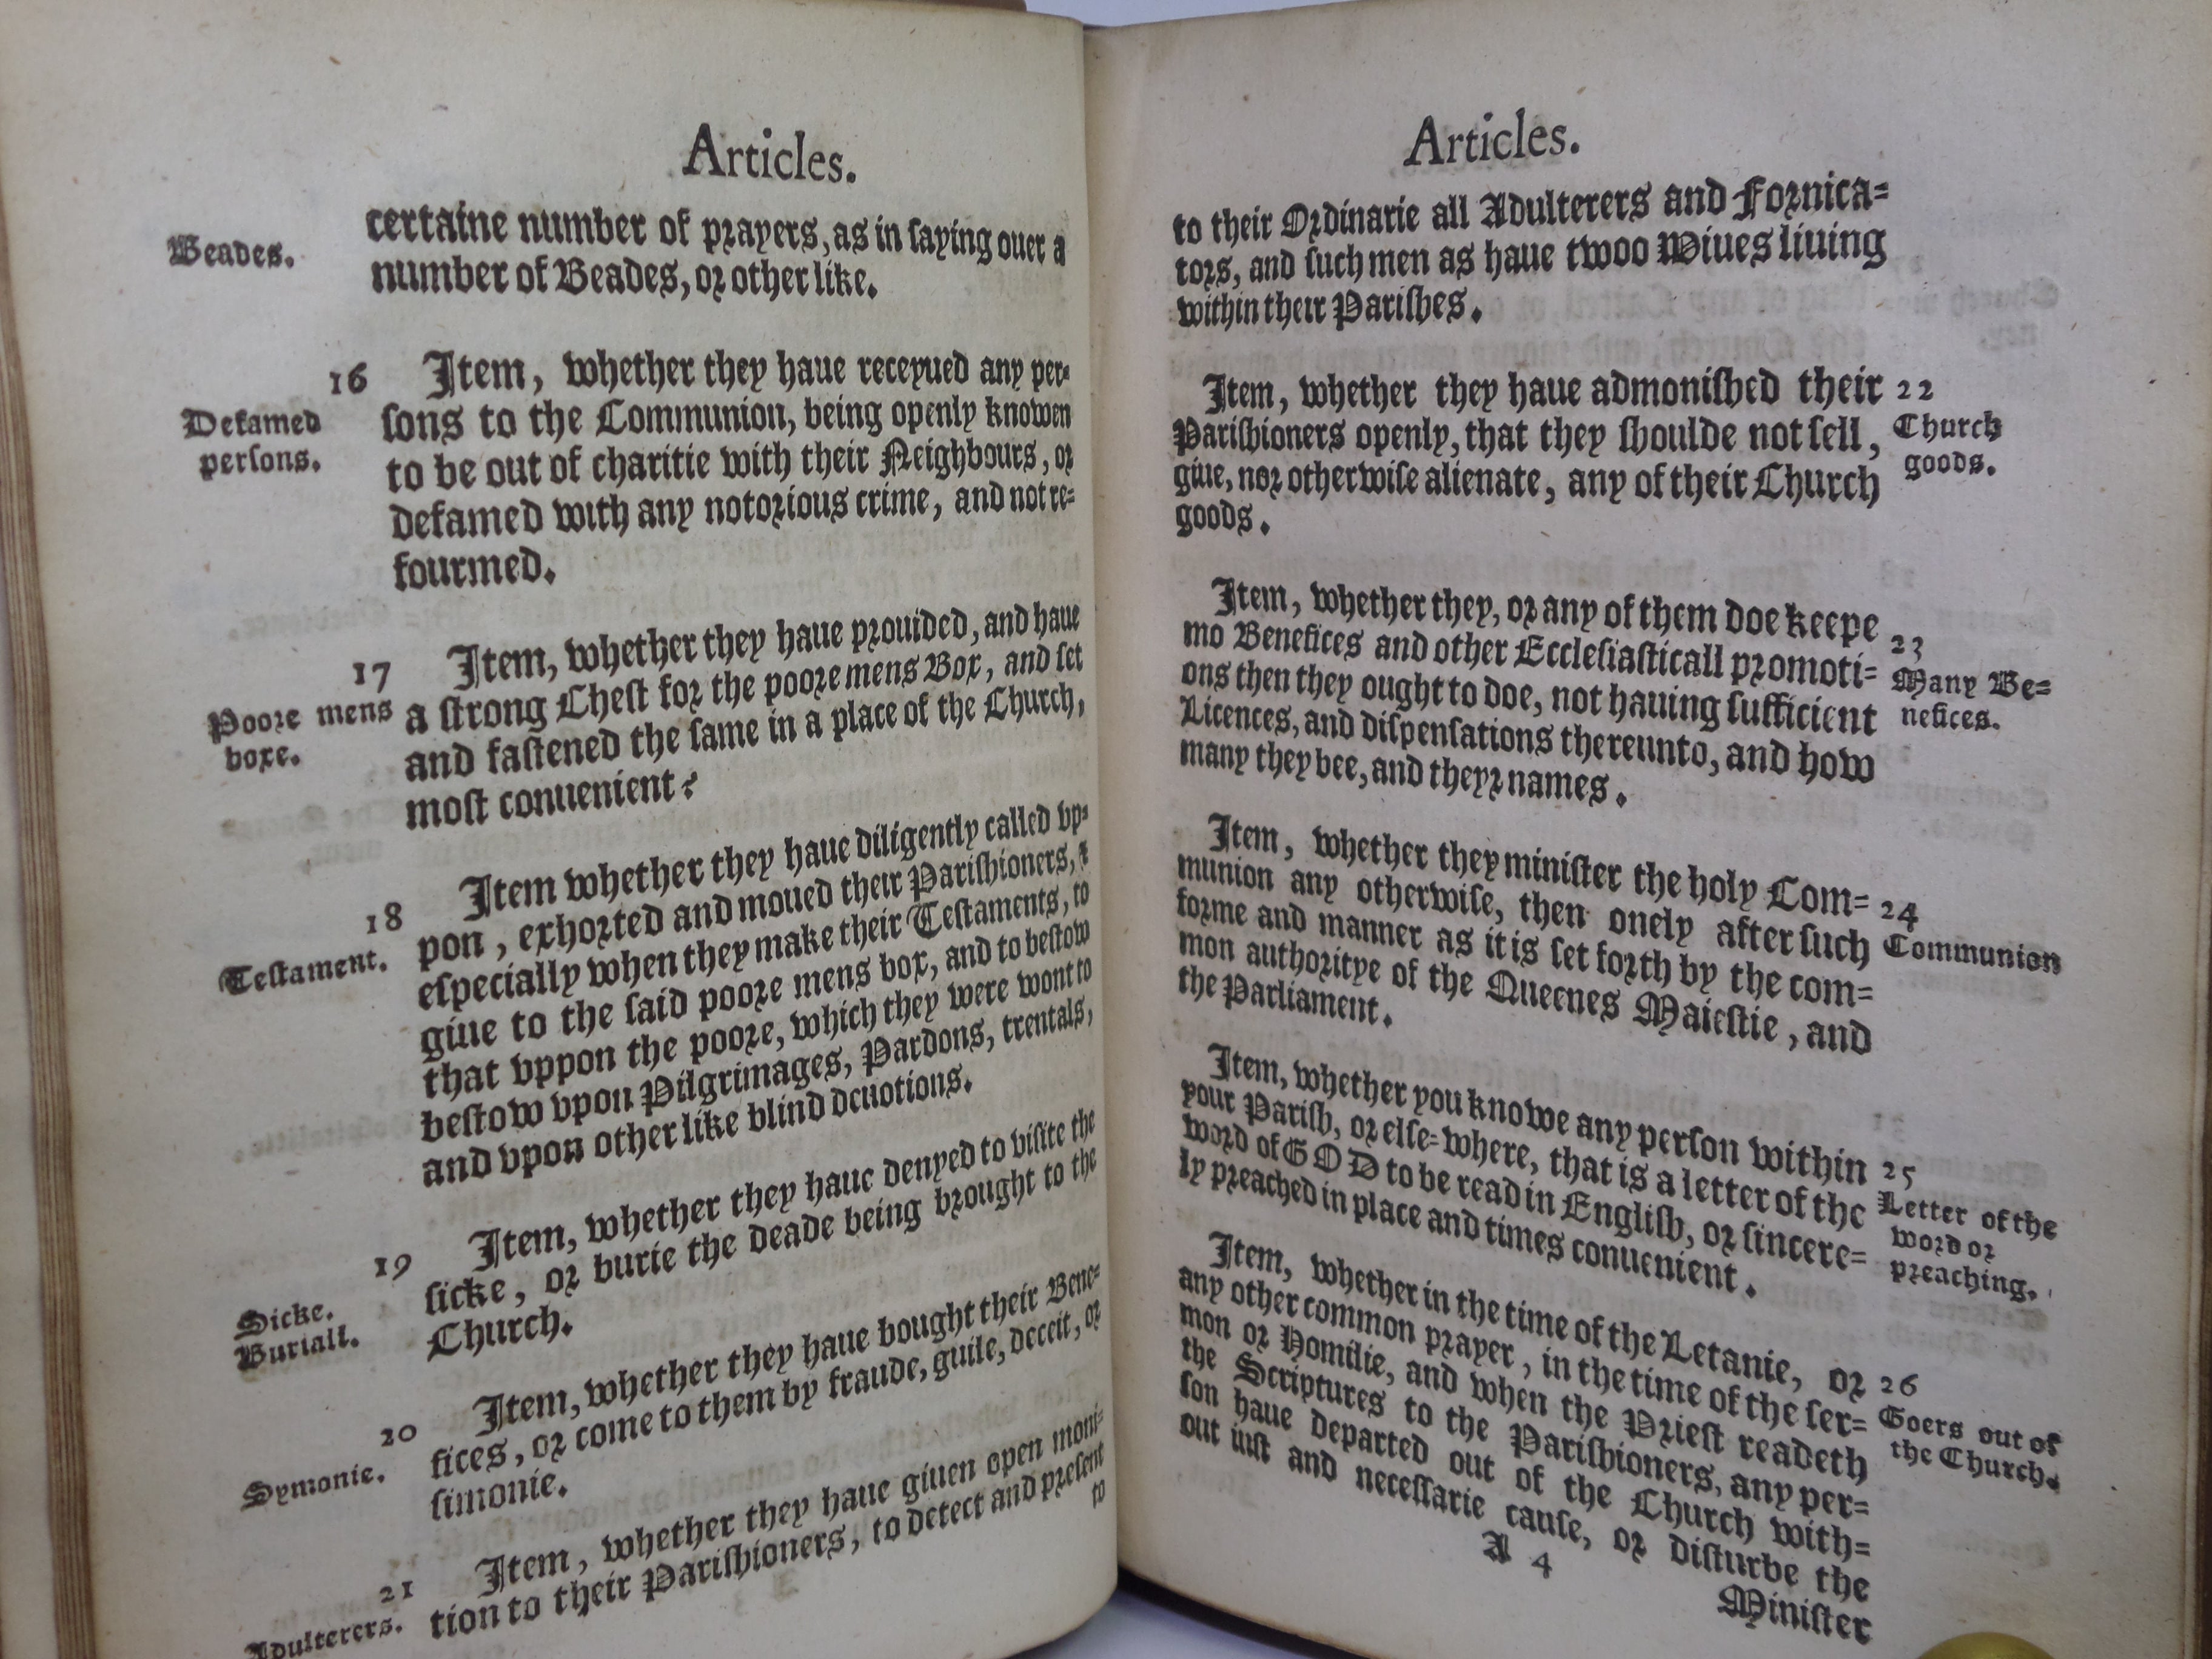 Articles.
Beades.
certaine number of prayers, as in saying ouer a
number of Beades, or other like.
16
Defamed
persons.
Item, whether they haue receyued any per-
sons to the Communion, being openly knowen
to be out of charitie with their Neighbours, or
defamed with any notorious crime, and not re-
fourmed.
17
Poore mens
boxe.
Item, whether they haue prouided, and haue
a strong Chest for the poore mens Box, and set
and fastened the same in a place of the Church,
most conuenient?
18
Testament.
Item whether they haue diligently called vp-
pon, exhorted and moued their Parishioners, &
especially when they make their Testaments, to
giue to the said poore mens box, and to bestow
that vppon the poore, which they were wont to
bestow vpon Pilgrimages, Pardons, trentals,
and vpon other like blind deuotions.
19
Sicke.
Buriall.
Item, whether they haue denyed to visite the
sicke, or burie the deade being brought to the
Church.
20
Symonie.
Item, whether they haue bought their Bene-
fices, or come to them by fraude, guile, deceit, or
simonie.
21
Adulterers.
Item, whether they haue giuen open moni-
tion to their Parishioners, to detect and present
to
Articles.
to their Ordinarie all Adulterers and Fornica-
tors, and such men as haue twoo Wiues liuing
within their Parishes.
Item, whether they haue admonished their
Parishioners openly, that they shoulde not sell,
giue, nor otherwise alienate, any of their Church
goods.
22
Church
goods.
Item, whether they, or any of them doe keepe
mo Benefices and other Ecclesiasticall promoti-
ons then they ought to doe, not hauing sufficient
Licences, and dispensations thereunto, and how
many they bee, and theyr names.
23
Many Be-
nefices.
Item, whether they minister the holy Com-
munion any otherwise, then onely after such
forme and manner as it is set forth by the com-
mon authoritye of the Queenes Maiestie, and
the Parliament.
24
Communion
Item, whether you knowe any person within
your Parish, or else-where, that is a letter of the
word of GOD to be read in English, or sincere-
ly preached in place and times conuenient.
25
Letter of the
word or
preaching.
Item, whether in the time of the Letanie, or
any other common prayer, in the time of the ser-
mon or Homilie, and when the Priest readeth
the Scriptures to the Parishioners, any per-
son haue departed out of the Church with-
out iust and necessarie cause, or disturbe the
26
Goers out of
the Church.
A 4
Minister